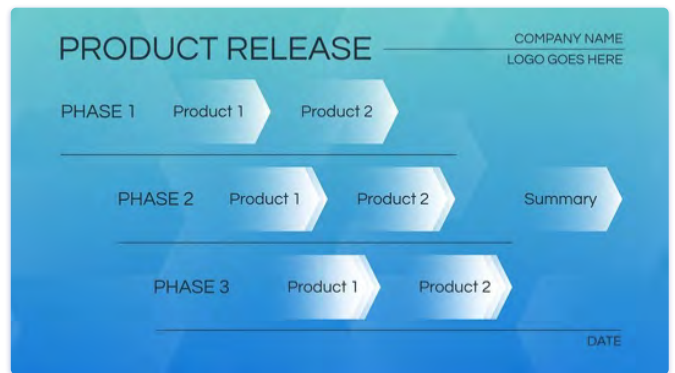 PRODUCT RELEASE
COMPANY NAME
LOGO GOES HERE
PHASE 1 Product 1 Product 2
PHASE 2 Product 1 Product 2 Summary
PHASE 3 Product 1 Product 2
DATE